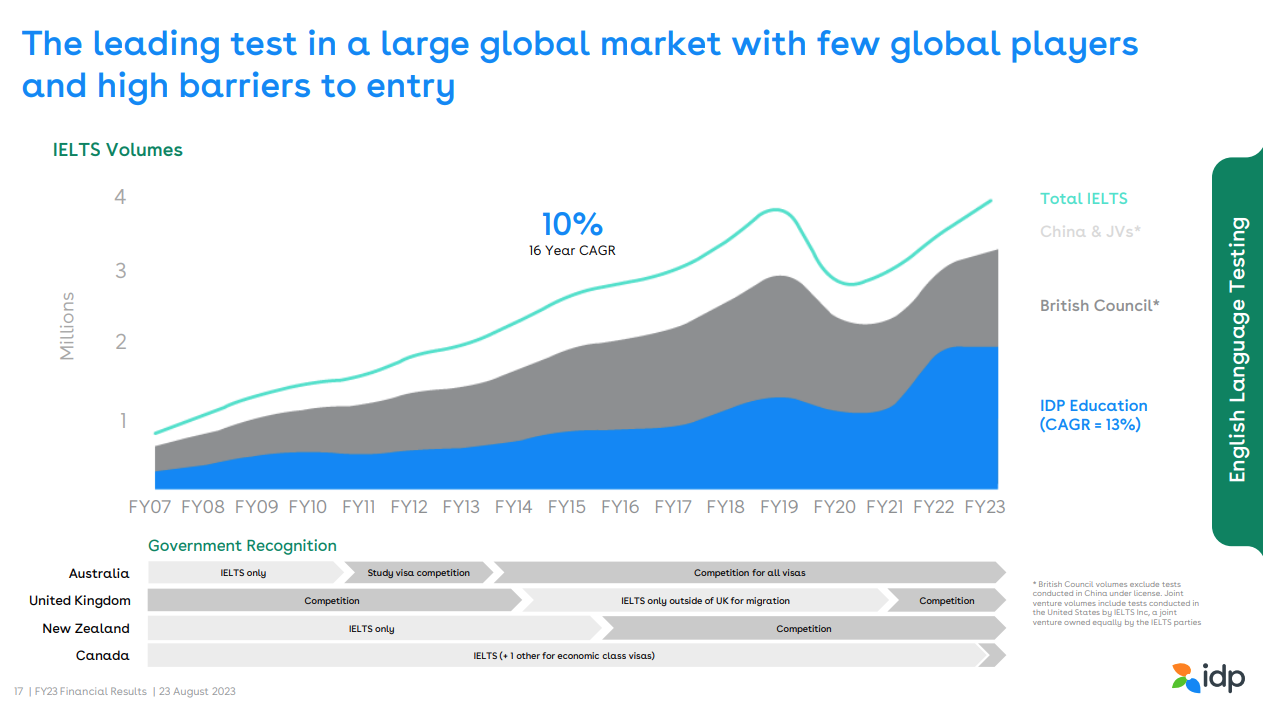 The leading test in a large global market with few global players
and high barriers to entry
IELTS Volumes
4
3
2
1
Millions
10%
16 Year CAGR
Total IELTS
China & JVs*
British Council*
IDP Education
(CAGR = 13%)
English Language Testing
FY07 FY08 FY09 FY10 FY11 FY12 FY13 FY14 FY15 FY16 FY17 FY18 FY19 FY20 FY21 FY22 FY23
Government Recognition
Australia IELTS only Study visa competition Competition for all visas
United Kingdom Competition IELTS only outside of UK for migration Competition
New Zealand IELTS only Competition
Canada IELTS (+ 1 other for economic class visas)
* British Council volumes exclude tests
conducted in China under license. Joint
venture volumes include tests conducted in
the United States by IELTS Inc, a joint
venture owned equally by the IELTS parties
17 | FY23 Financial Results | 23 August 2023
idp